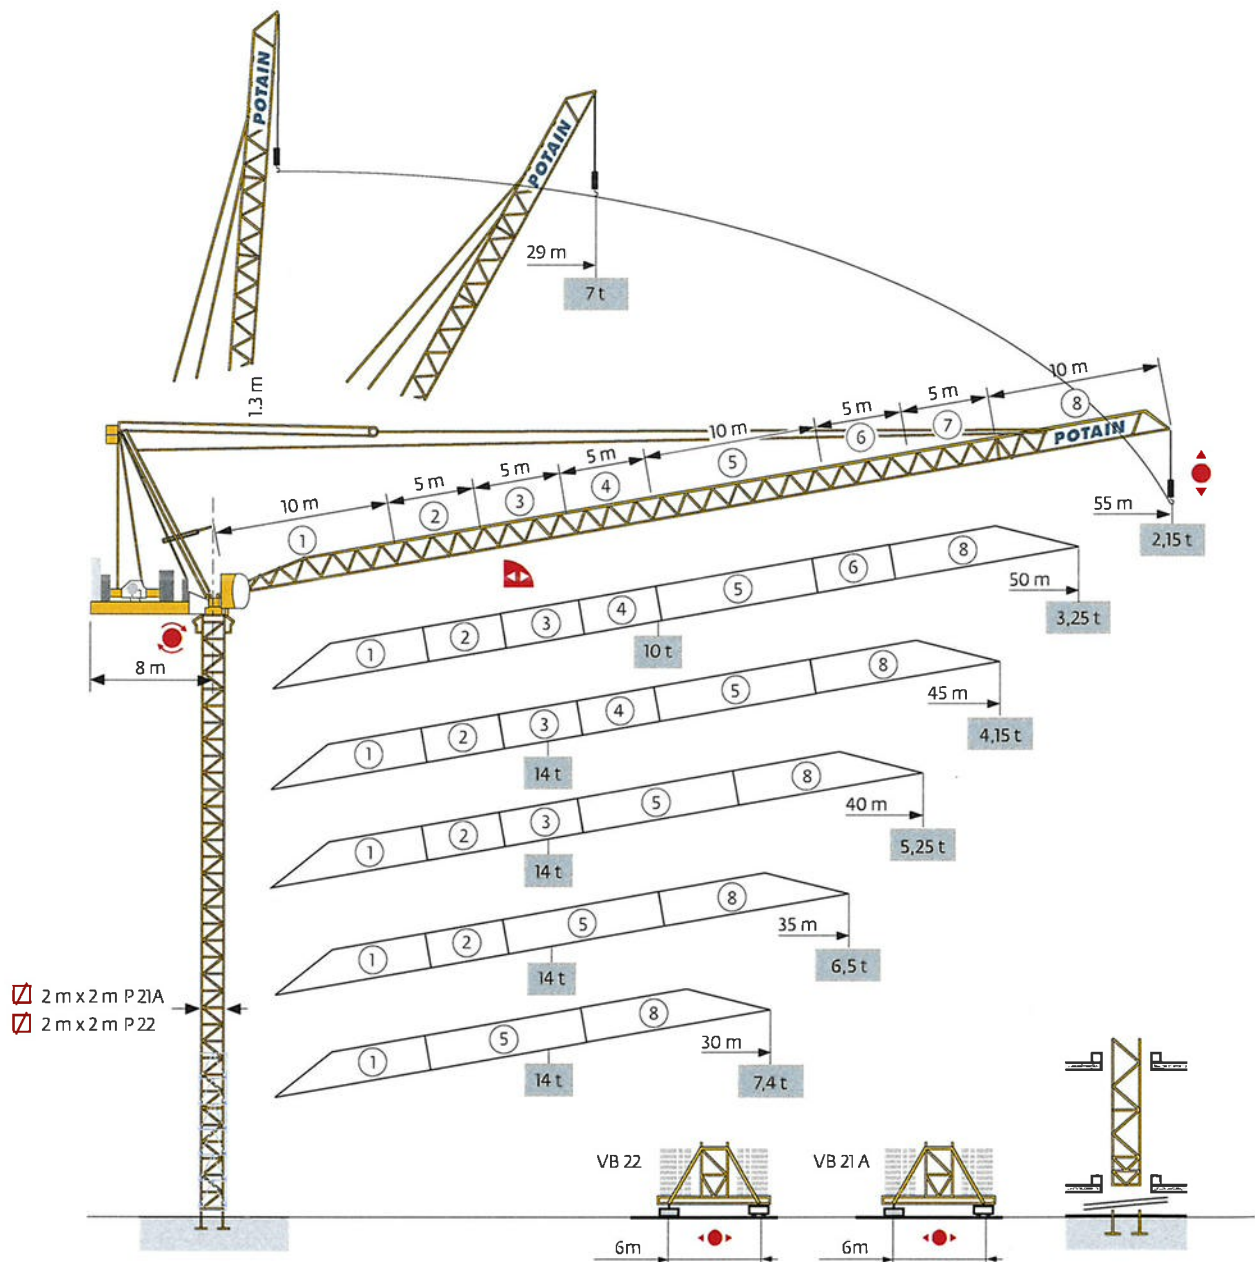 POTAIN
POTAIN
29 m
7 t
1.3 m
10 m
5 m
5 m
5 m
10 m
5 m
5 m
10 m
1
2
3
4
5
6
7
8
POTAIN
55 m
2,15 t
8 m
1 2 3 4 5 6 8
50 m
10 t
3,25 t
1 2 3 4 5 8
45 m
14 t
4,15 t
1 2 3 5 8
40 m
14 t
5,25 t
1 2 5 8
35 m
14 t
6,5 t
1 5 8
30 m
14 t
7,4 t
2 m x 2 m P 21A
2 m x 2 m P 22
VB 22
6m
VB 21 A
6m